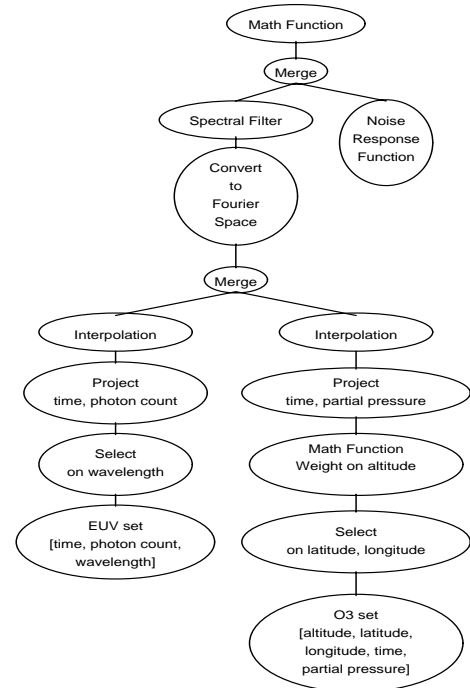 Math Function
Merge
Spectral Filter
Noise
Response
Function
Convert
to
Fourier
Space
Merge
Interpolation
Interpolation
Project
time, photon count
Project
time, partial pressure
Select
on wavelength
Math Function
Weight on altitude
EUV set
[time, photon count,
wavelength]
Select
on latitude, longitude
O3 set
[altitude, latitude,
longitude, time,
partial pressure]